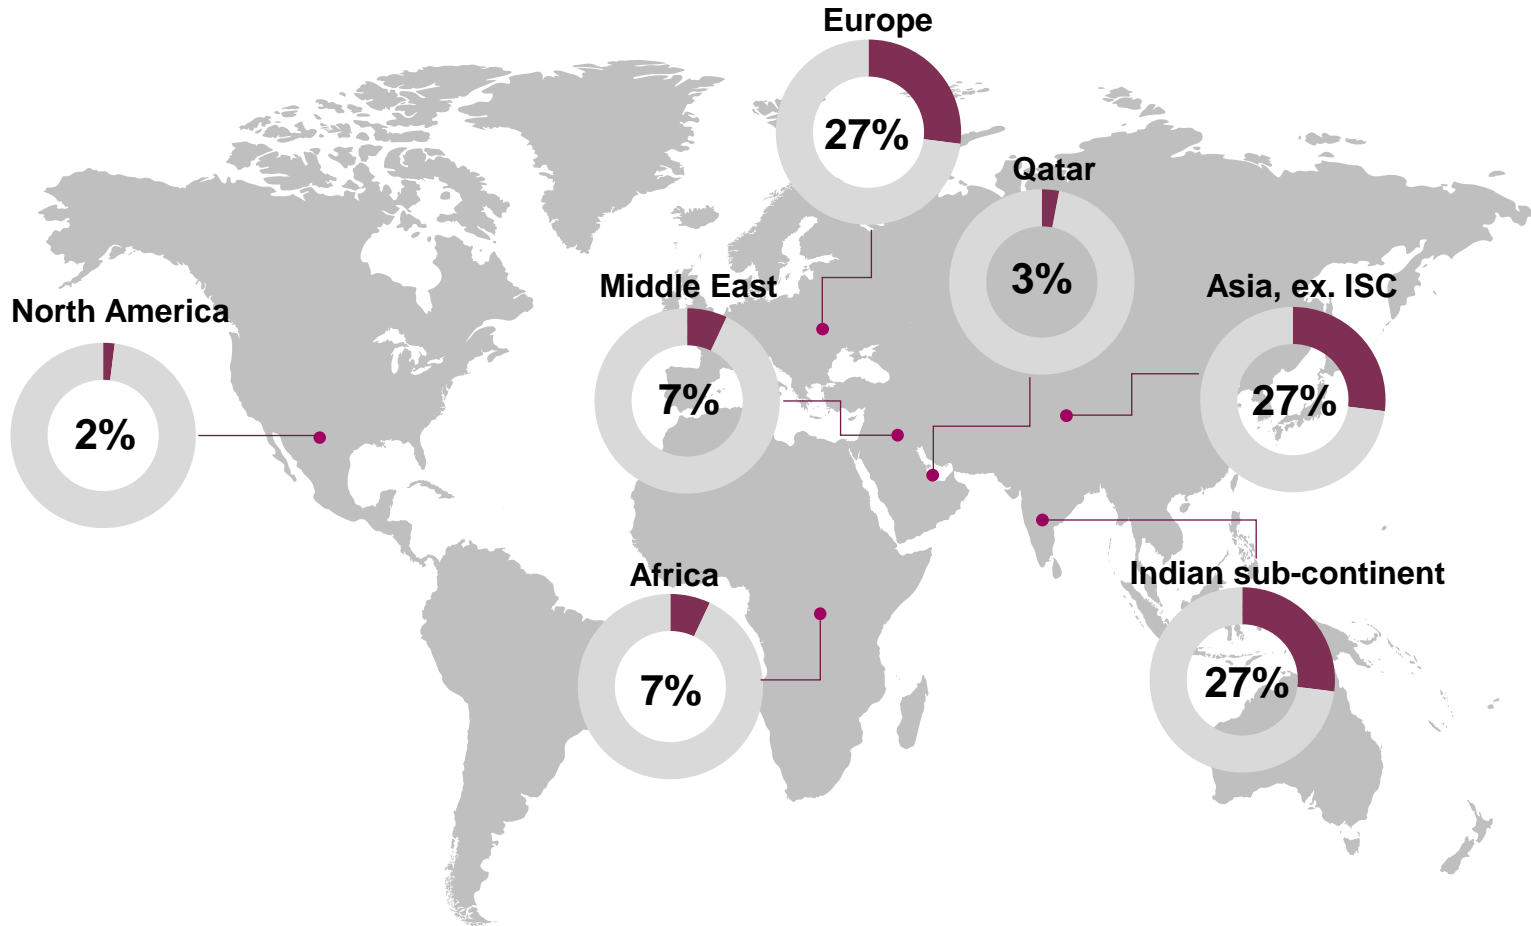 Europe
27%
Qatar
3%
Middle East
7%
Asia, ex. ISC
27%
North America
2%
Africa
7%
Indian sub-continent
27%